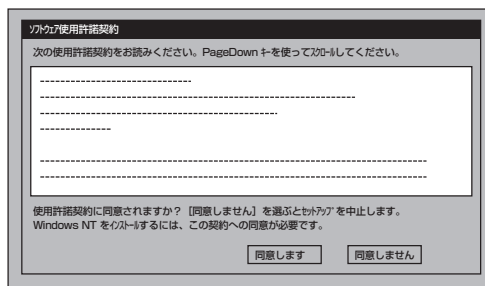 ｿﾌﾄｳｪｱ使用許諾契約
次の使用許諾契約をお読みください。PageDown ｷｰを使ってｽｸﾛｰﾙしてください。
使用許諾契約に同意されますか？［同意しません］を選ぶとｾｯﾄｱｯﾌﾟを中止します。
Windows NT をｲﾝｽﾄｰﾙするには、この契約への同意が必要です。
同意します
同意しません